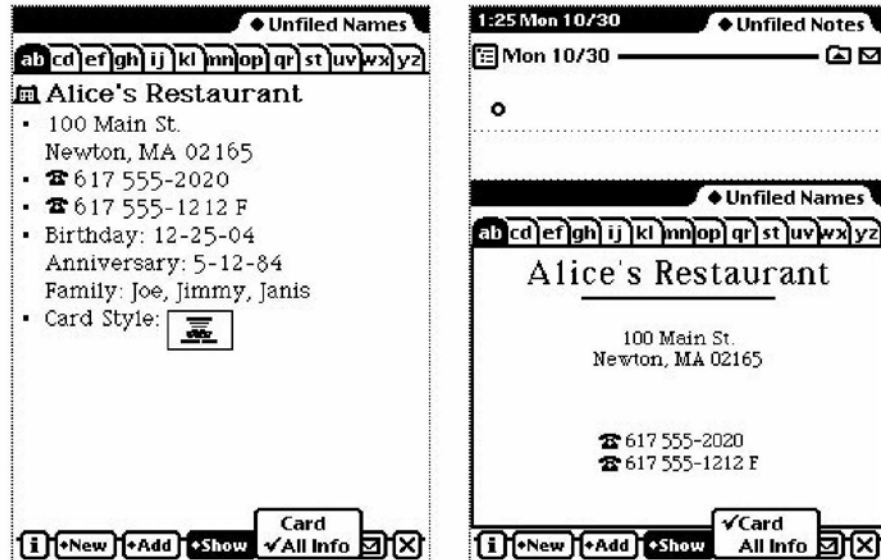 ◆Unfiled Names
ab cd ef gh ij kl mn op qr st uv wx yz
Alice's Restaurant
100 Main St.
Newton, MA 02165
617 555-2020
617 555-1212 F
Birthday: 12-25-04
Anniversary: 5-12-84
Family: Joe, Jimmy, Janis
Card Style:
Card
✓All Info
i ◆New ◆Add ◆Show X
1:25 Mon 10/30 ◆Unfiled Notes
Mon 10/30
◆Unfiled Names
ab cd ef gh ij kl mn op qr st uv wx yz
Alice's Restaurant
100 Main St.
Newton, MA 02165
617 555-2020
617 555-1212 F
✓Card
All Info
i ◆New ◆Add ◆Show X